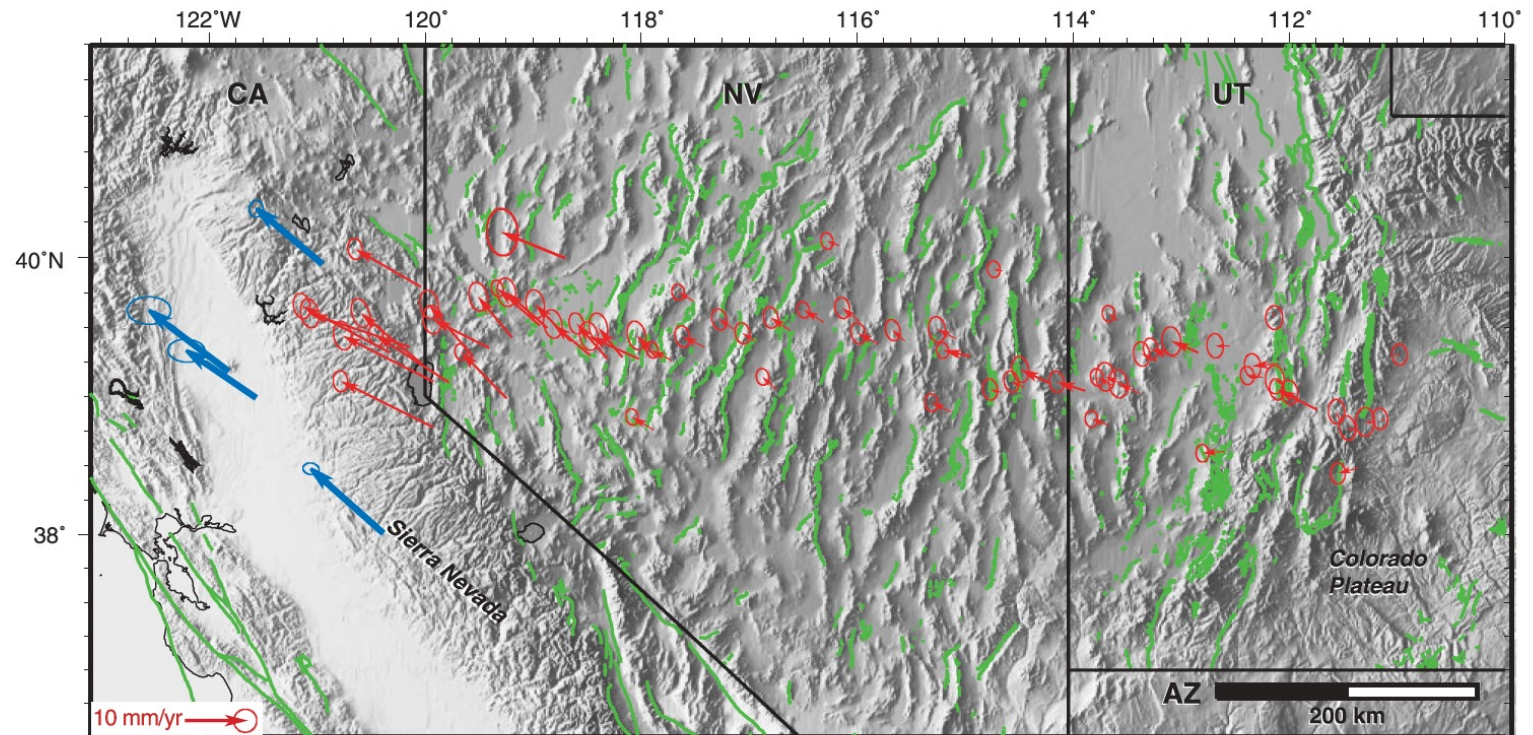 122°W
120°
118°
116°
114°
112°
110°
CA
NV
UT
40°N
38°
Sierra Nevada
Colorado
Plateau
AZ
200 km
10 mm/yr